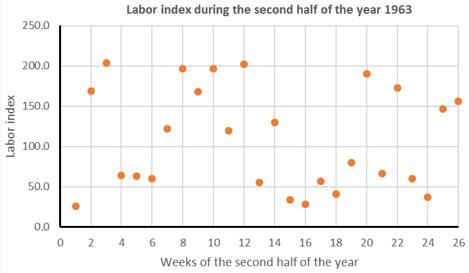 Labor index during the second half of the year 1963
250.0
200.0
150.0
100.0
50.0
0.0
Labor index
0 2 4 6 8 10 12 14 16 18 20 22 24 26
Weeks of the second half of the year